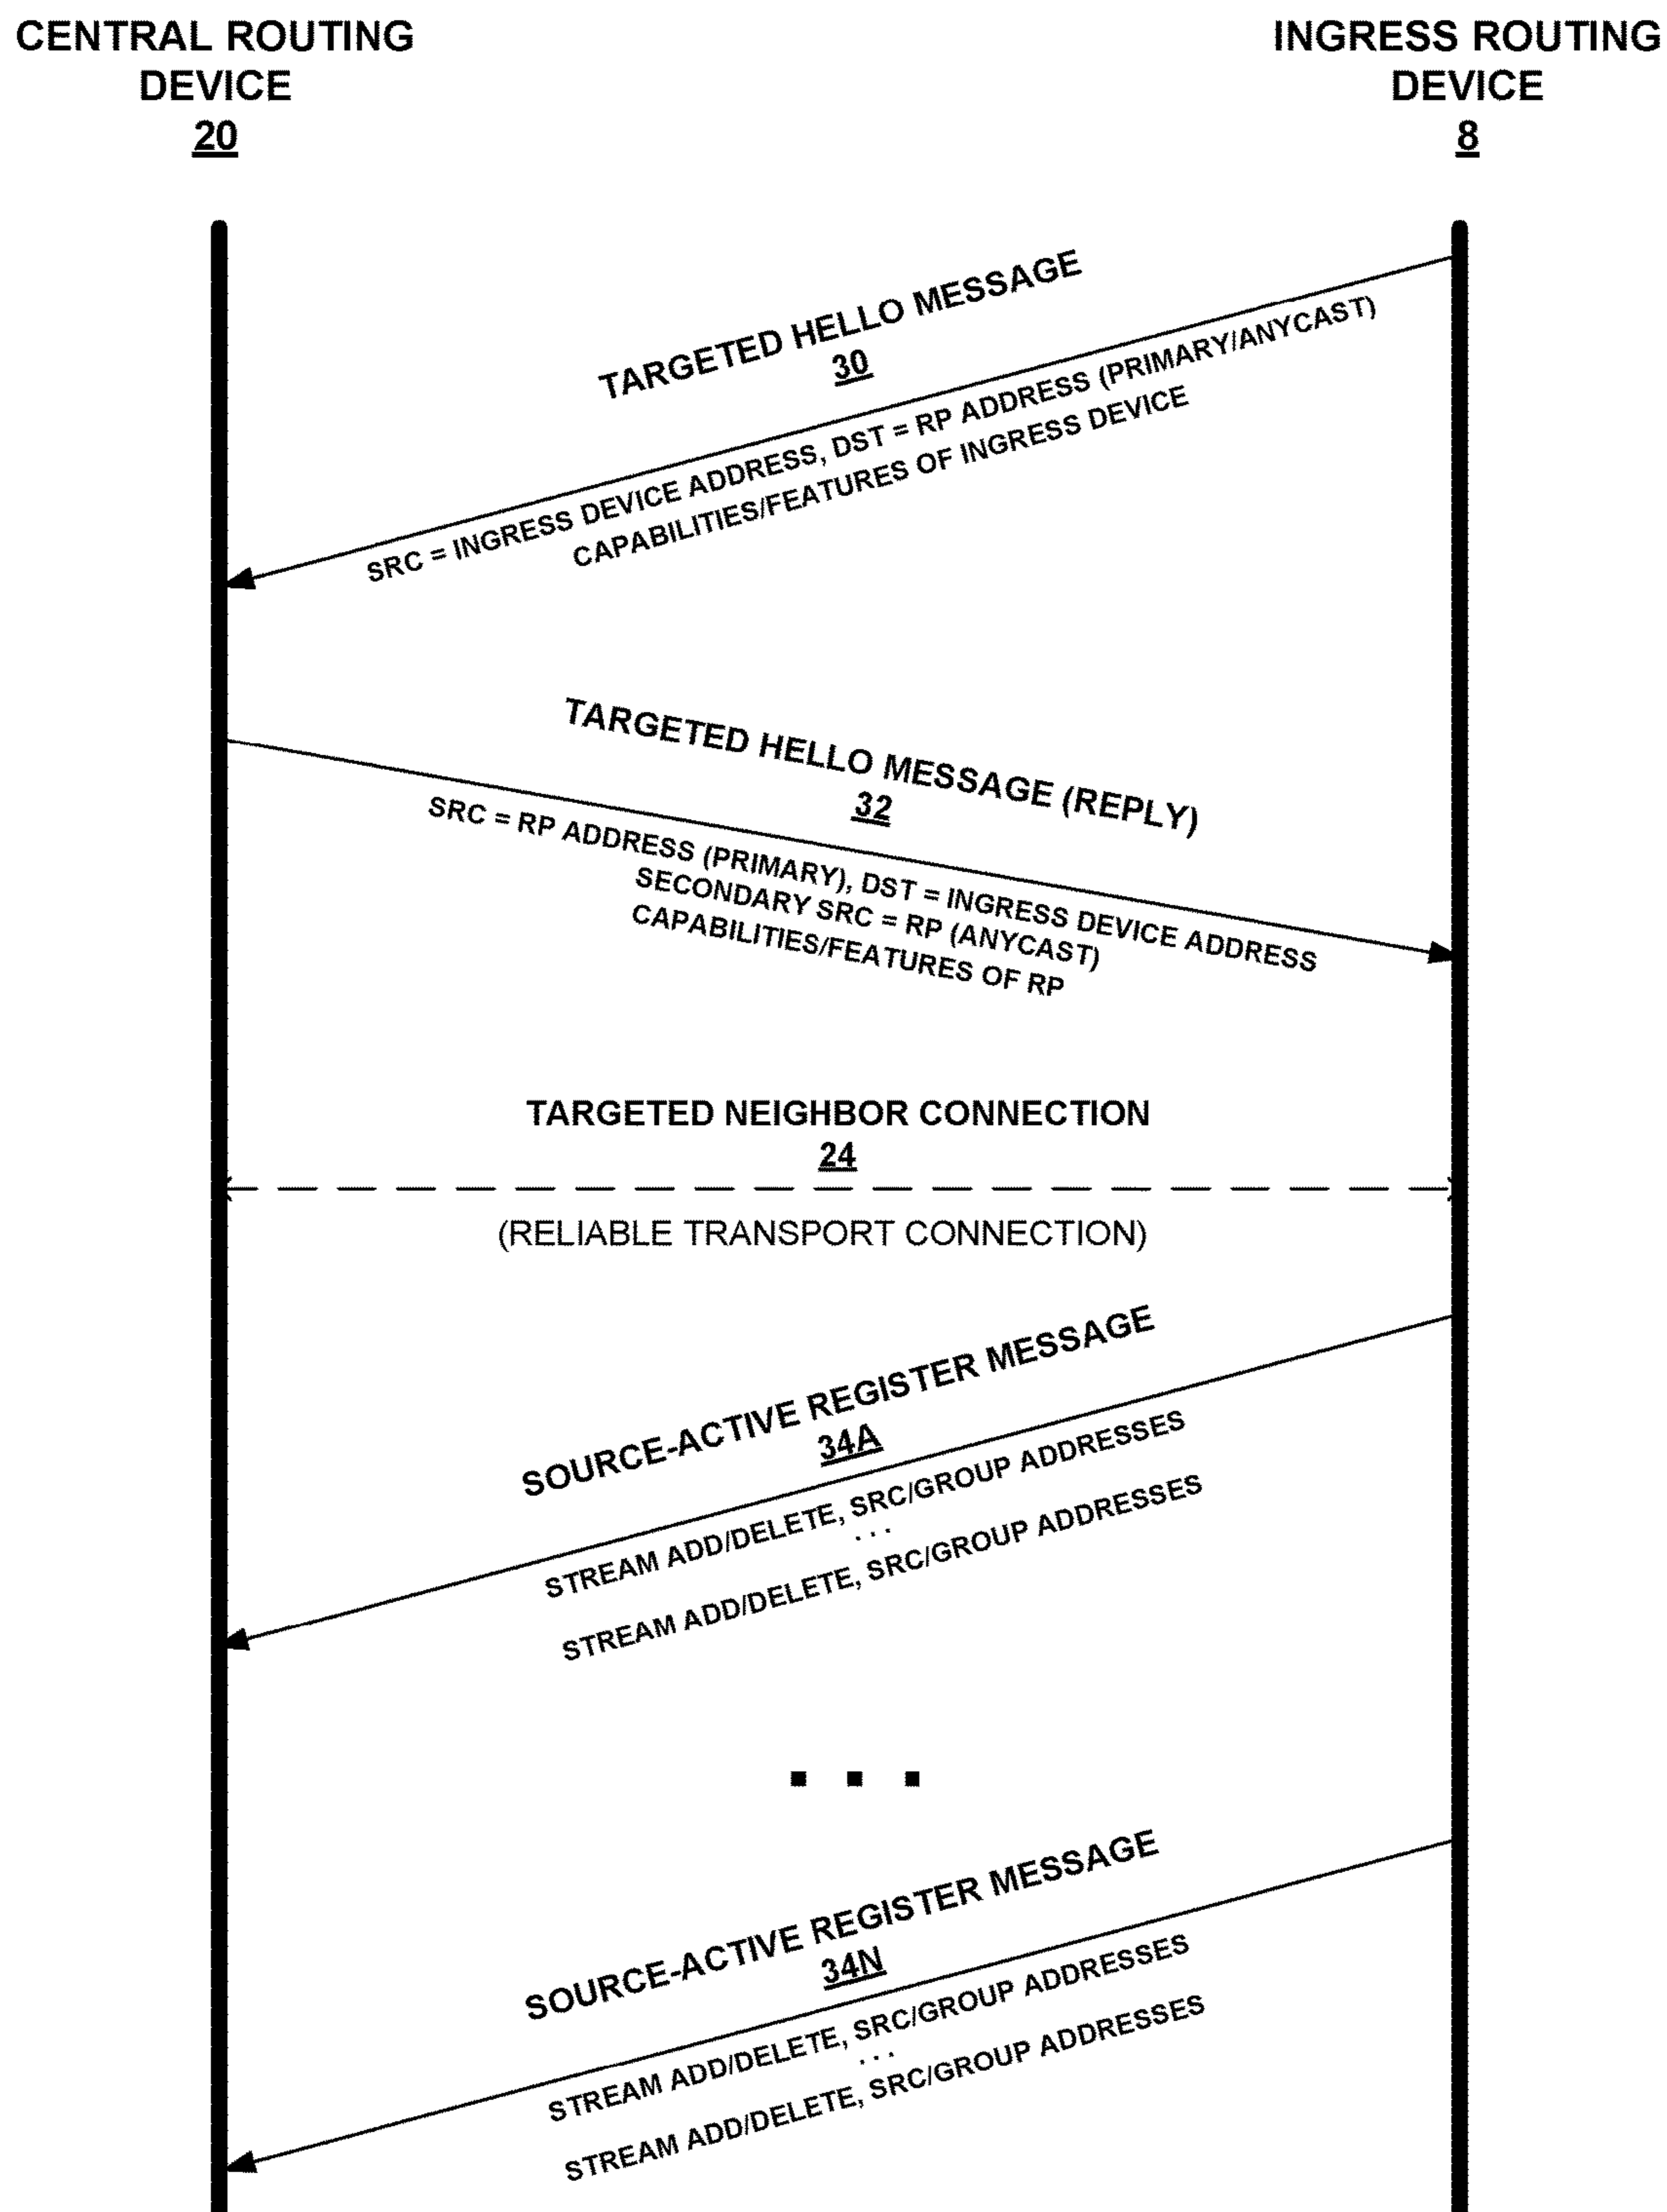 CENTRAL ROUTING
DEVICE
20
INGRESS ROUTING
DEVICE
8
TARGETED HELLO MESSAGE
30
SRC = INGRESS DEVICE ADDRESS, DST = RP ADDRESS (PRIMARY/ANYCAST)
CAPABILITIES/FEATURES OF INGRESS DEVICE
TARGETED HELLO MESSAGE (REPLY)
32
SRC = RP ADDRESS (PRIMARY), DST = INGRESS DEVICE ADDRESS
SECONDARY SRC = RP (ANYCAST)
CAPABILITIES/FEATURES OF RP
TARGETED NEIGHBOR CONNECTION
24
(RELIABLE TRANSPORT CONNECTION)
SOURCE-ACTIVE REGISTER MESSAGE
34A
STREAM ADD/DELETE, SRC/GROUP ADDRESSES
. . .
STREAM ADD/DELETE, SRC/GROUP ADDRESSES
. . .
SOURCE-ACTIVE REGISTER MESSAGE
34N
STREAM ADD/DELETE, SRC/GROUP ADDRESSES
. . .
STREAM ADD/DELETE, SRC/GROUP ADDRESSES